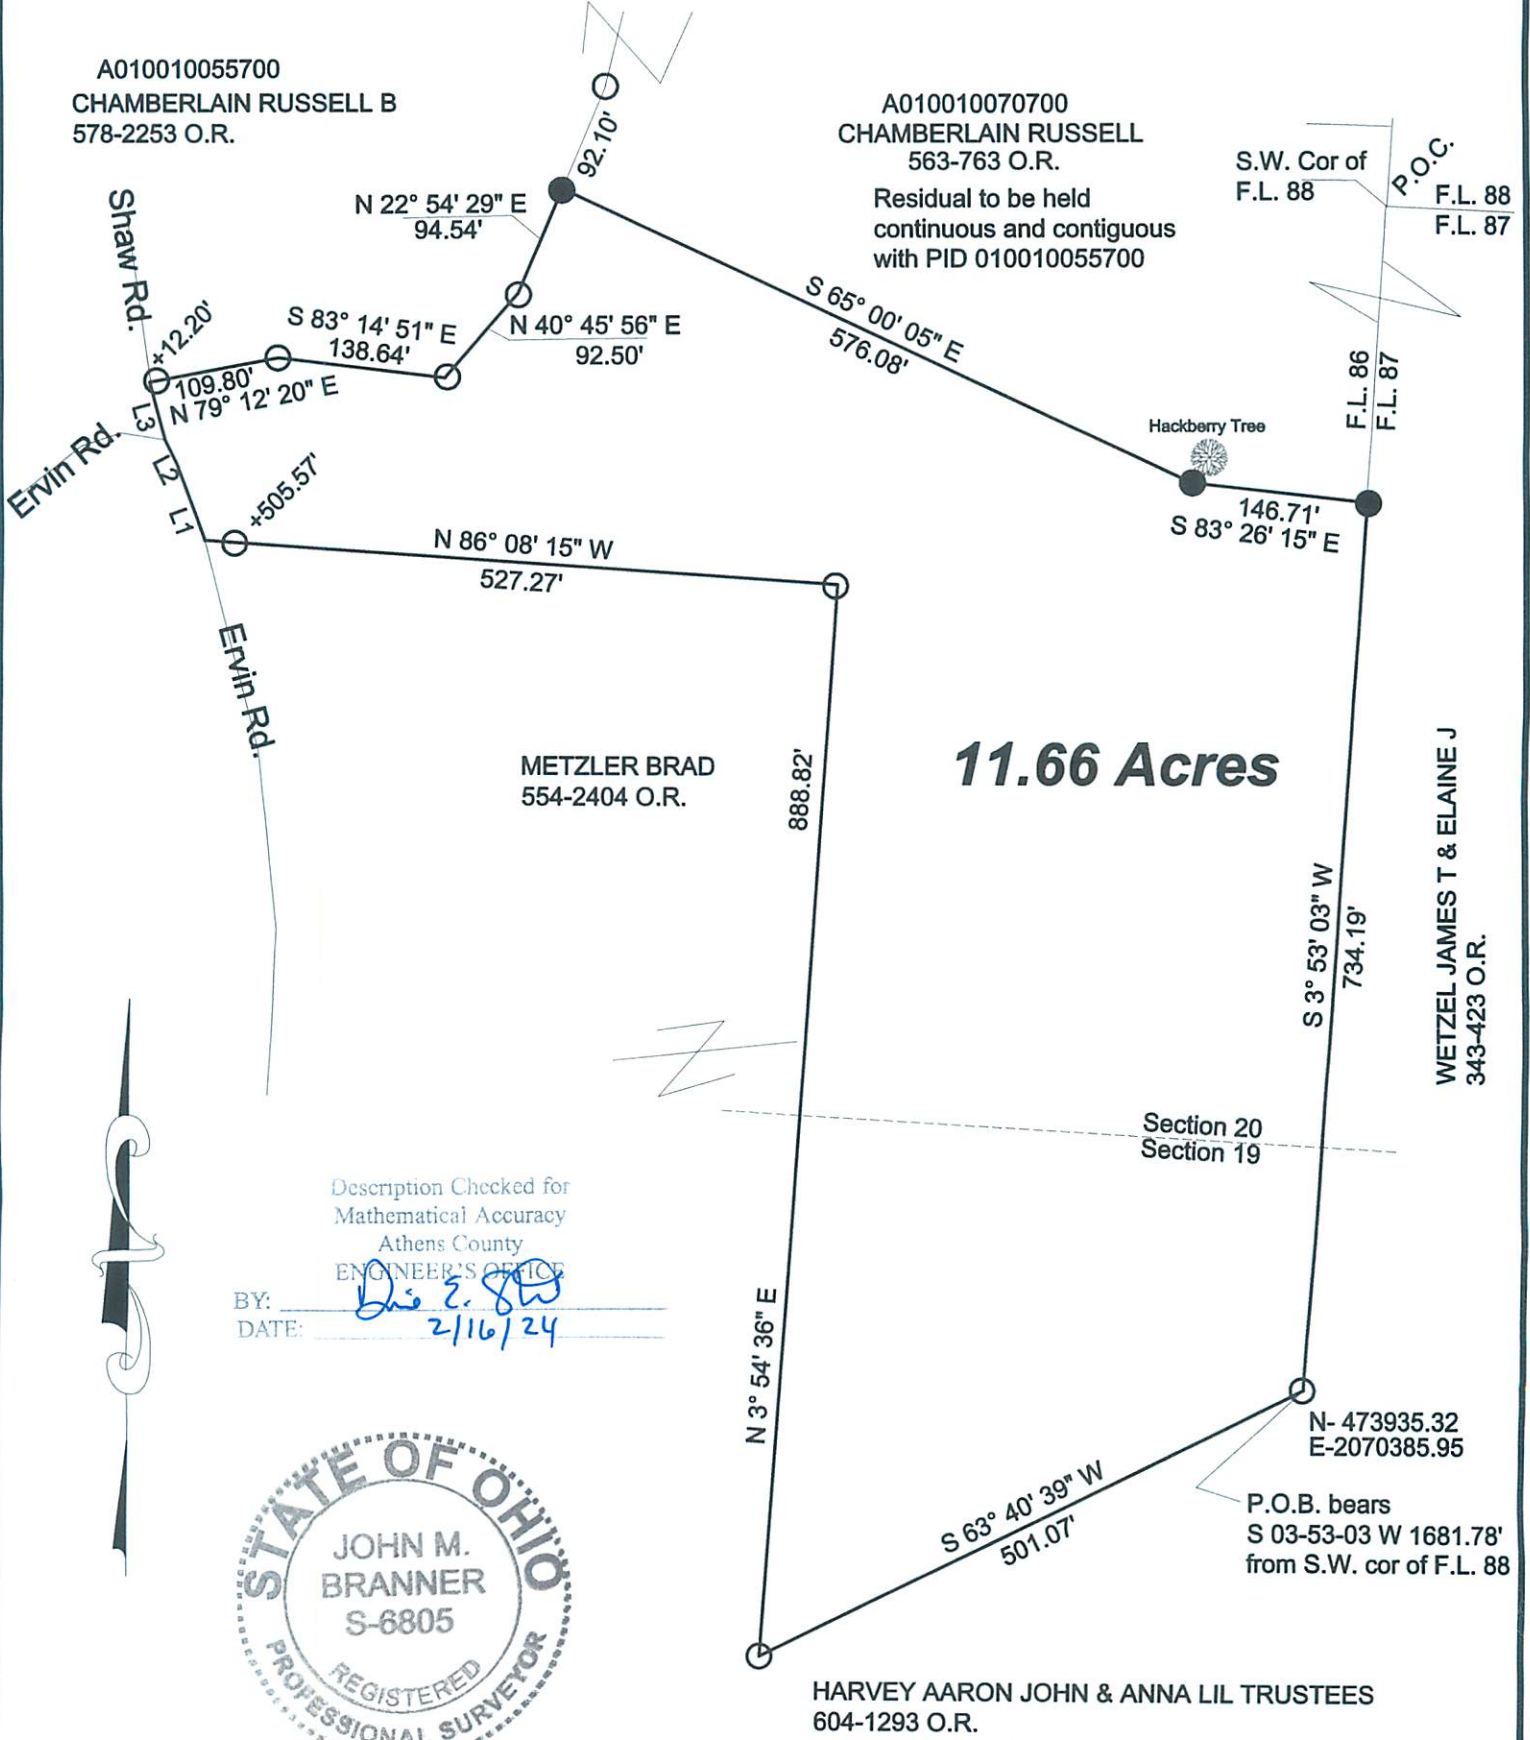 A010010055700
CHAMBERLAIN RUSSELL B
578-2253 O.R.
A010010070700
CHAMBERLAIN RUSSELL
563-763 O.R.
Residual to be held
continuous and contiguous
with PID 010010055700
S.W. Cor of
F.L. 88
P.O.C.
F.L. 88
F.L. 87
92.10'
N 22° 54' 29" E
94.54'
Shaw Rd.
+12.20'
S 83° 14' 51" E
138.64'
N 40° 45' 56" E
92.50'
S 65° 00' 05" E
576.08'
109.80'
N 79° 12' 20" E
L3
L2
L1
Ervin Rd.
+505.57'
F.L. 86
F.L. 87
Hackberry Tree
146.71'
S 83° 26' 15" E
N 86° 08' 15" W
527.27'
Ervin Rd.
METZLER BRAD
554-2404 O.R.
888.82'
N 3° 54' 36" E
11.66 Acres
S 3° 53' 03" W
734.19'
WETZEL JAMES T & ELAINE J
343-423 O.R.
Section 20
Section 19
Description Checked for
Mathematical Accuracy
Athens County
ENGINEER'S OFFICE
BY:
DATE: 2/16/24
N- 473935.32
E-2070385.95
P.O.B. bears
S 03-53-03 W 1681.78'
from S.W. cor of F.L. 88
S 63° 40' 39" W
501.07'
STATE OF OHIO
JOHN M.
BRANNER
S-6805
REGISTERED
PROFESSIONAL SURVEYOR
HARVEY AARON JOHN & ANNA LIL TRUSTEES
604-1293 O.R.